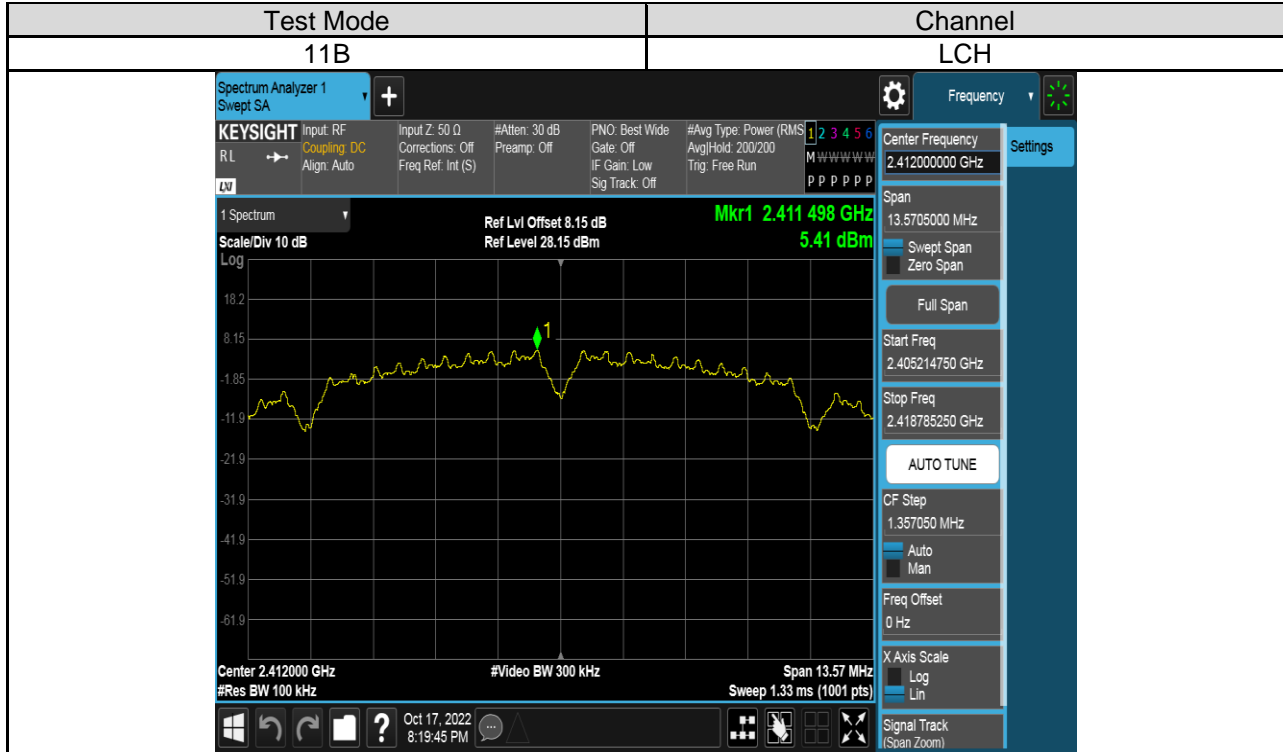 Test Mode Channel
11B LCH
Spectrum Analyzer 1
Swept SA
+
Frequency
KEYSIGHT
RL
LXI
Input: RF
Coupling: DC
Align: Auto
Input Z: 50 Ω
Corrections: Off
Freq Ref: Int (S)
#Atten: 30 dB
Preamp: Off
PNO: Best Wide
Gate: Off
IF Gain: Low
Sig Track: Off
#Avg Type: Power (RMS
Avg|Hold: 200/200
Trig: Free Run
1 2 3 4 5 6
M W W W W W
P P P P P P
1 Spectrum
Scale/Div 10 dB
Ref Lvl Offset 8.15 dB
Ref Level 28.15 dBm
Mkr1 2.411 498 GHz
5.41 dBm
Log
18.2
8.15
-1.85
-11.9
-21.9
-31.9
-41.9
-51.9
-61.9
1
Center 2.412000 GHz
#Res BW 100 kHz
#Video BW 300 kHz
Span 13.57 MHz
Sweep 1.33 ms (1001 pts)
Center Frequency
2.412000000 GHz
Settings
Span
13.5705000 MHz
Swept Span
Zero Span
Full Span
Start Freq
2.405214750 GHz
Stop Freq
2.418785250 GHz
AUTO TUNE
CF Step
1.357050 MHz
Auto
Man
Freq Offset
0 Hz
X Axis Scale
Log
Lin
Signal Track
(Span Zoom)
?
Oct 17, 2022
8:19:45 PM